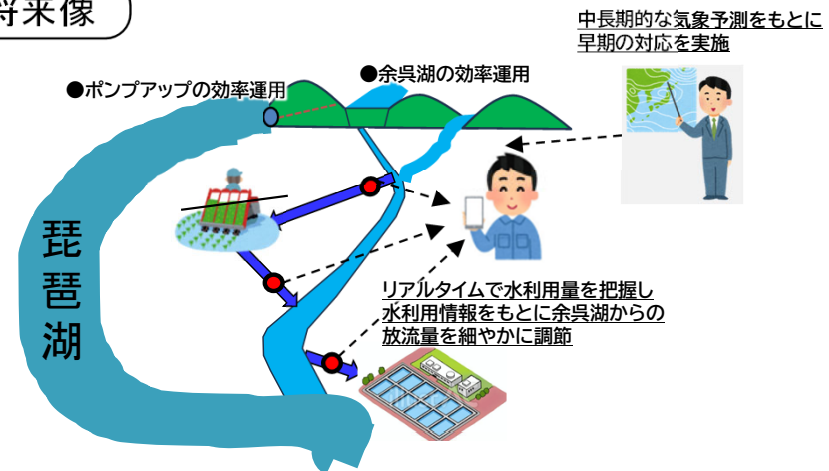 将来像
中長期的な気象予測をもとに
早期の対応を実施
●ポンプアップの効率運用
●余呉湖の効率運用
琵琶湖
リアルタイムで水利用量を把握し
水利用情報をもとに余呉湖からの
放流量を細やかに調節